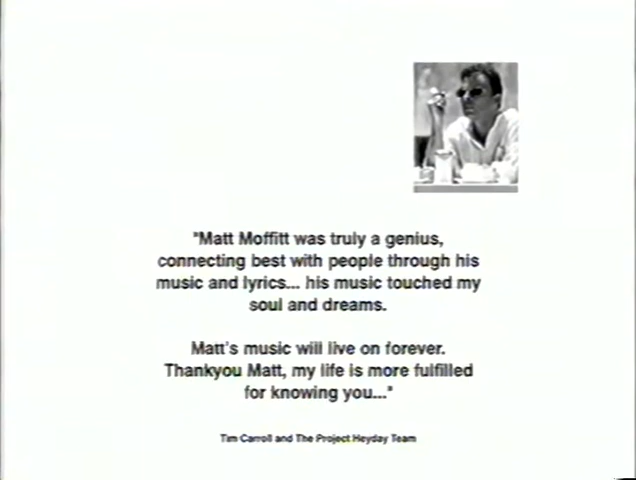 "Matt Moffitt was truly a genius,
connecting best with people through his
music and lyrics... his music touched my
soul and dreams.
Matt's music will live on forever.
Thankyou Matt, my life is more fulfilled
for knowing you..."
Tim Carroll and The Project Heyday Team